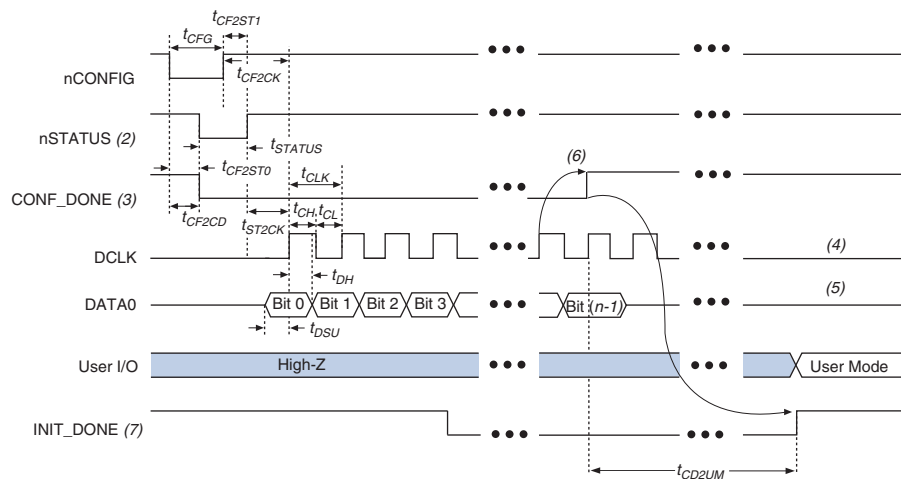 tCF2ST1
tCFG
nCONFIG
tCF2CK
nSTATUS (2)
tSTATUS
tCF2ST0
(6)
tCLK
CONF_DONE (3)
tCF2CD
tCH
tCL
tST2CK
DCLK
(4)
tDH
DATA0
Bit 0
Bit 1
Bit 2
Bit 3
Bit (n-1)
(5)
tDSU
User I/O
High-Z
User Mode
INIT_DONE (7)
tCD2UM